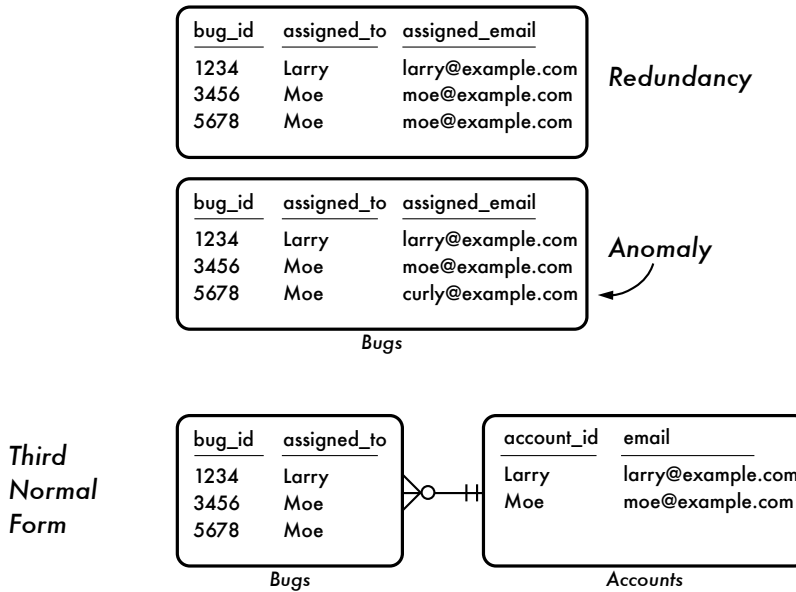 bug_id assigned_to assigned_email
1234 Larry larry@example.com
3456 Moe moe@example.com
5678 Moe moe@example.com
Redundancy
bug_id assigned_to assigned_email
1234 Larry larry@example.com
3456 Moe moe@example.com
5678 Moe curly@example.com
Anomaly
Bugs
Third
Normal
Form
bug_id assigned_to
1234 Larry
3456 Moe
5678 Moe
Bugs
account_id email
Larry larry@example.com
Moe moe@example.com
Accounts